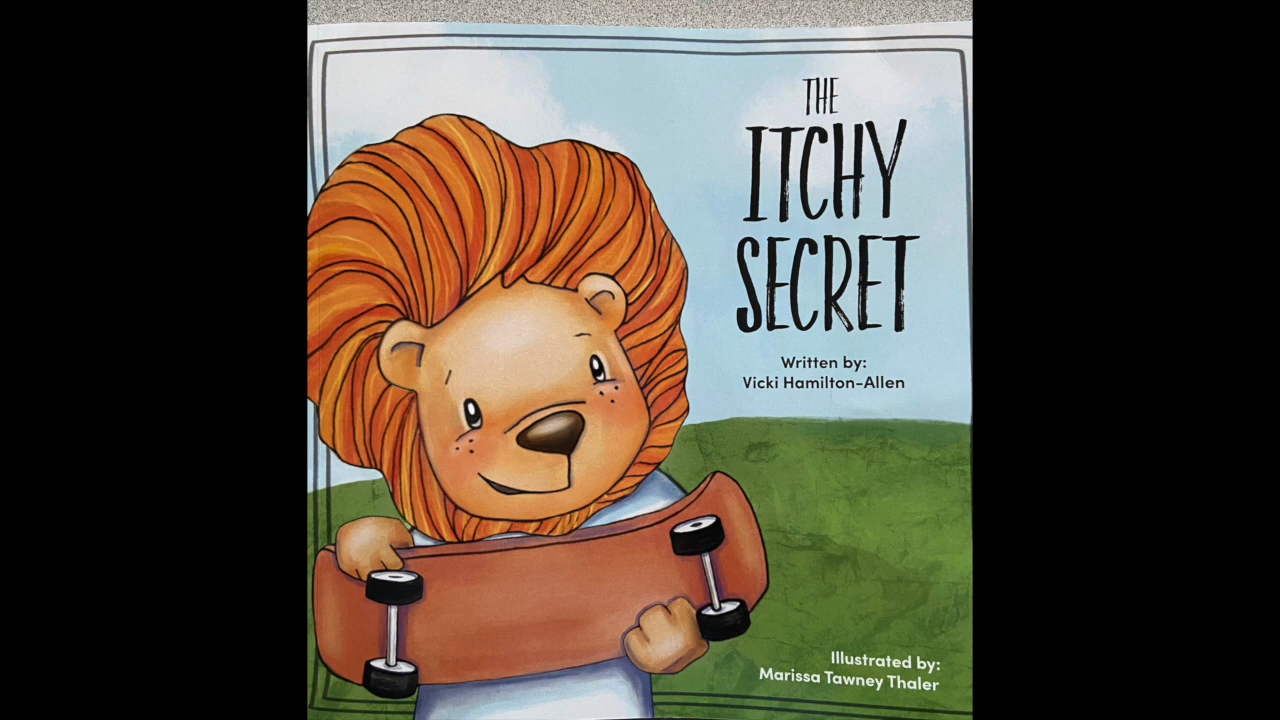 THE
ITCHY
SECRET
Written by:
Vicki Hamilton-Allen
Illustrated by:
Marissa Tawney Thaler